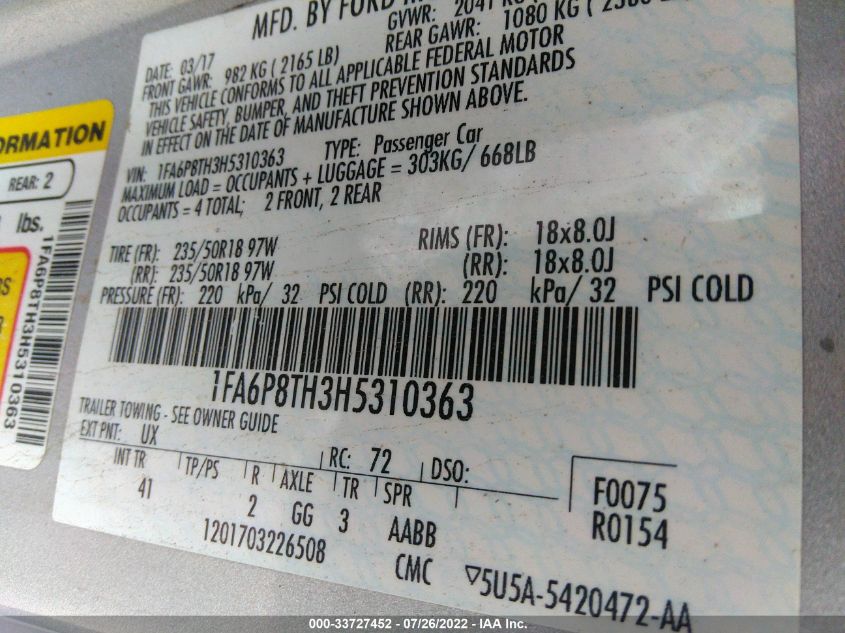 MFD. BY FORD
GVWR: 2041
DATE: 03/17
REAR GAWR: 1080 KG (
FRONT GAWR: 982 KG ( 2165 LB)
THIS VEHICLE CONFORMS TO ALL APPLICABLE FEDERAL MOTOR
VEHICLE SAFETY, BUMPER, AND THEFT PREVENTION STANDARDS
IN EFFECT ON THE DATE OF MANUFACTURE SHOWN ABOVE.
VIN: 1FA6P8TH3H5310363 TYPE: Passenger Car
MAXIMUM LOAD = OCCUPANTS + LUGGAGE = 303KG/ 668LB
OCCUPANTS = 4 TOTAL; 2 FRONT, 2 REAR
TIRE (FR): 235/50R18 97W RIMS (FR): 18x8.0J
(RR): 235/50R18 97W (RR): 18x8.0J
PRESSURE (FR): 220 kPa/ 32 PSI COLD (RR): 220 kPa/ 32 PSI COLD
1FA6P8TH3H5310363
TRAILER TOWING - SEE OWNER GUIDE
EXT PNT: UX RC: 72 DSO:
INT TR TP/PS R AXLE TR SPR
41 2 GG 3 AABB
F0075
R0154
1201703226508 CMC 5U5A-5420472-AA
REAR: 2
lbs.
1FA6P8TH3H5310363
000-33727452 - 07/26/2022 - IAA Inc.